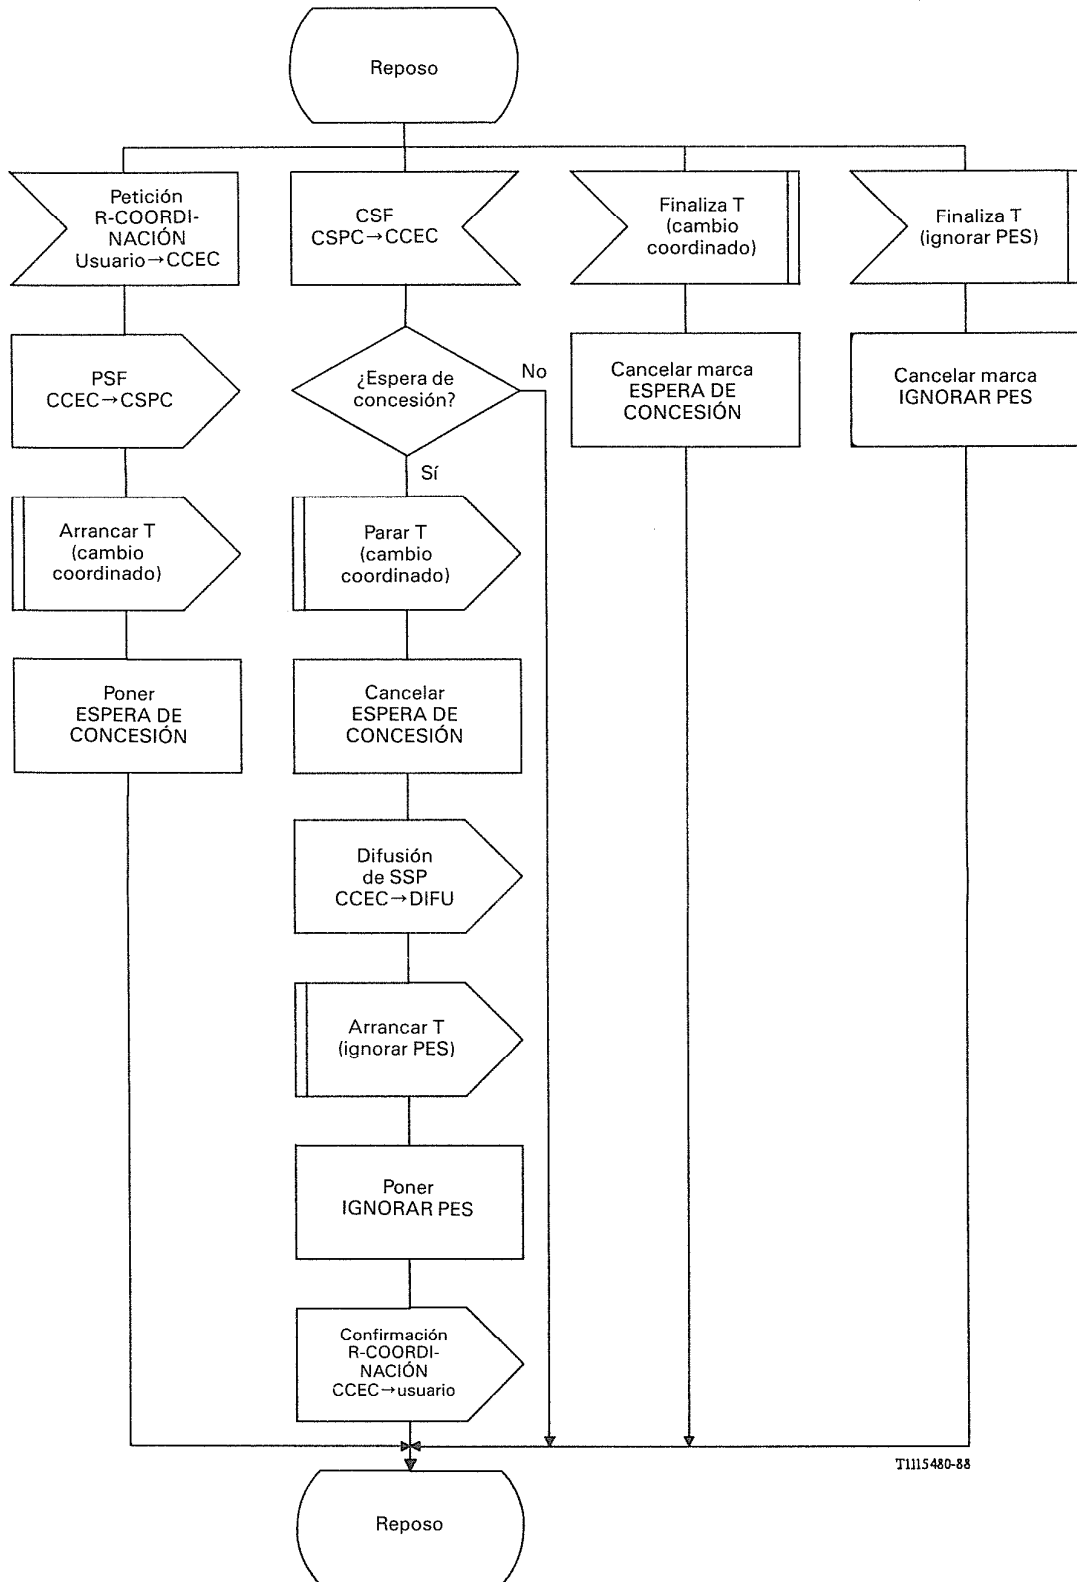 Reposo
Petición
R-COORDI-
NACIÓN
Usuario→CCEC
CSF
CSPC→CCEC
Finaliza T
(cambio
coordinado)
Finaliza T
(ignorar PES)
PSF
CCEC→CSPC
¿Espera de
concesión?
No
Sí
Cancelar marca
ESPERA DE
CONCESIÓN
Cancelar marca
IGNORAR PES
Arrancar T
(cambio
coordinado)
Parar T
(cambio
coordinado)
Poner
ESPERA DE
CONCESIÓN
Cancelar
ESPERA DE
CONCESIÓN
Difusión
de SSP
CCEC→DIFU
Arrancar T
(ignorar PES)
Poner
IGNORAR PES
Confirmación
R-COORDI-
NACIÓN
CCEC→usuario
T1115480-88
Reposo